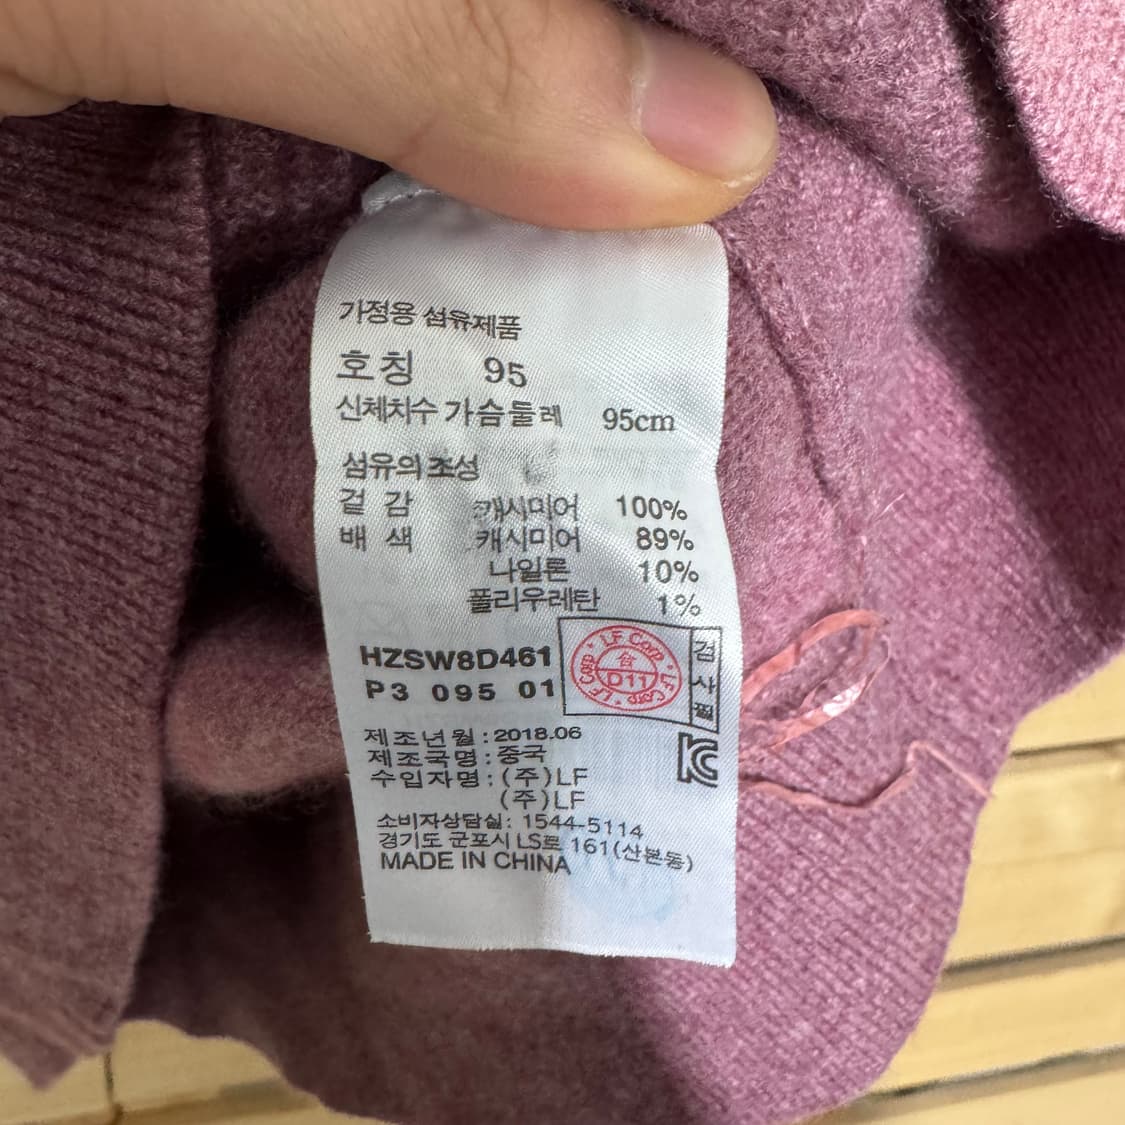 가정용 섬유제품
호칭 95
신체치수 가슴둘레 95cm
섬유의 조성
겉 감 캐시미어 100%
배 색 캐시미어 89%
나일론 10%
폴리우레탄 1%
HZSW8D461
P3 095 01
LF Corp · LF Corp · LF Corp
D11
검사필
제조년월 : 2018.06
제조국명 : 중국
수입자명 : (주)LF
(주)LF
소비자상담실 : 1544-5114
경기도 군포시 LS로 161(산본동)
MADE IN CHINA